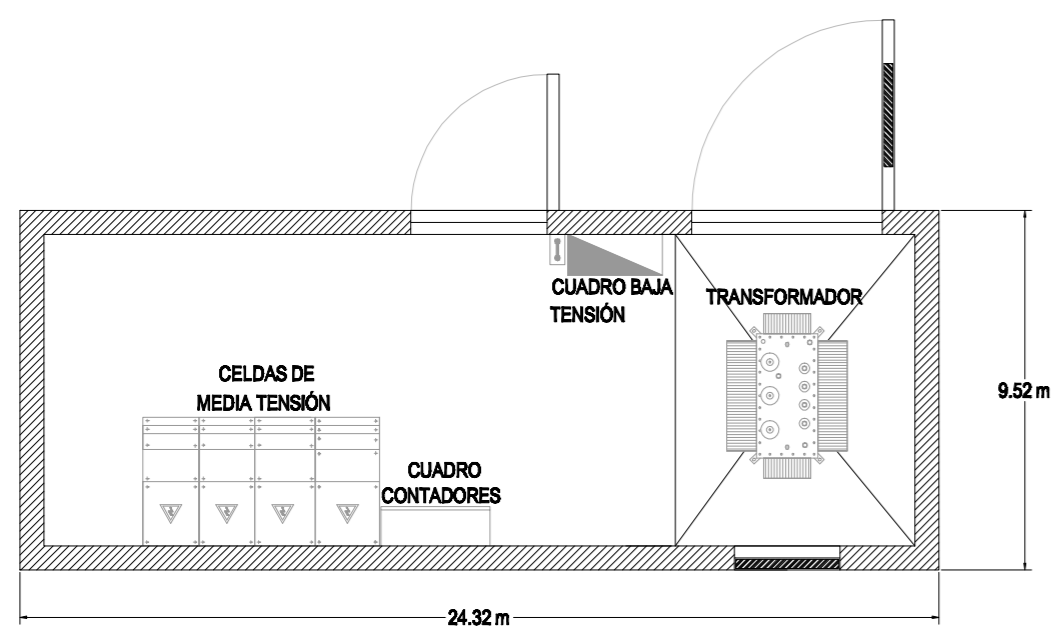 CUADRO BAJA
TENSIÓN
TRANSFORMADOR
CELDAS DE
MEDIA TENSIÓN
CUADRO
CONTADORES
9.52 m
24.32 m